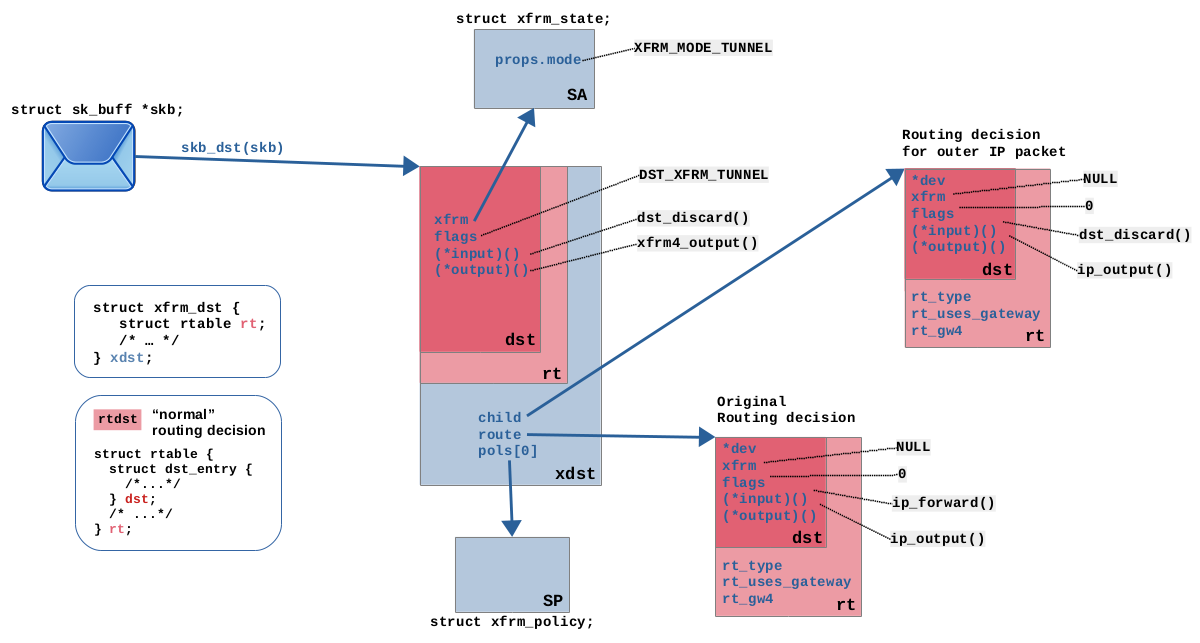 struct xfrm_state;
props.mode
XFRM_MODE_TUNNEL
SA
struct sk_buff *skb;
skb_dst(skb)
xfrm
flags
(*input)()
(*output)()
dst
rt
DST_XFRM_TUNNEL
dst_discard()
xfrm4_output()
child
route
pols[0]
xdst
SP
struct xfrm_policy;
Routing decision
for outer IP packet
*dev
xfrm
flags
(*input)()
(*output)()
dst
rt_type
rt_uses_gateway
rt_gw4
rt
NULL
0
dst_discard()
ip_output()
Original
Routing decision
*dev
xfrm
flags
(*input)()
(*output)()
dst
rt_type
rt_uses_gateway
rt_gw4
rt
NULL
0
ip_forward()
ip_output()
struct xfrm_dst {
struct rtable rt;
/* … */
} xdst;
rtdst
“normal”
routing decision
struct rtable {
struct dst_entry {
/*...*/
} dst;
/* ...*/
} rt;